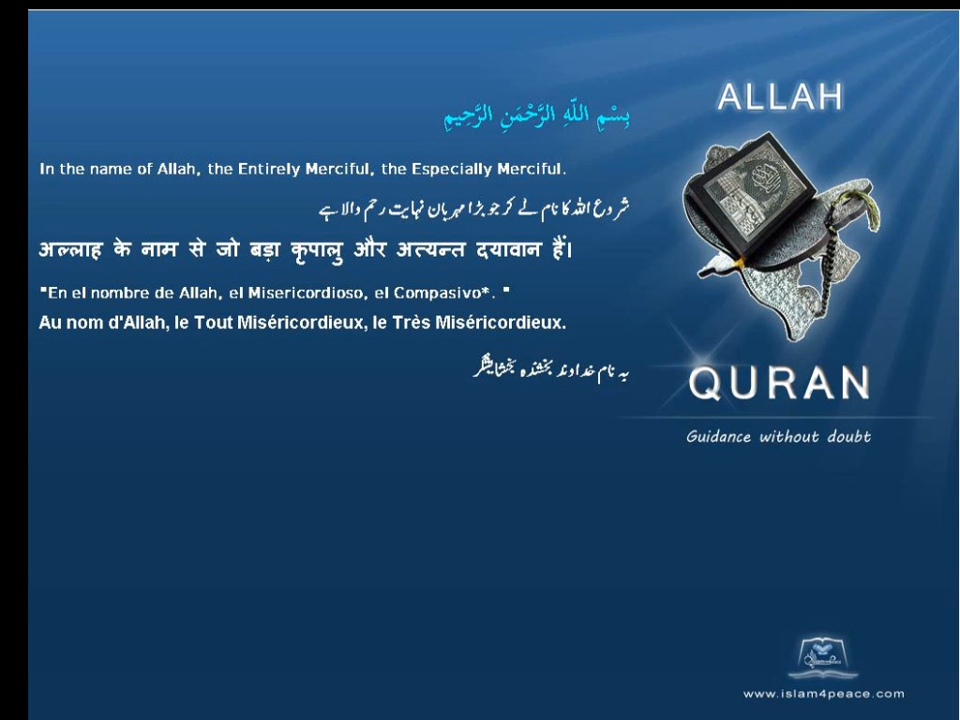 بِسْمِ اللّهِ الرَّحْمَنِ الرَّحِيمِ
In the name of Allah, the Entirely Merciful, the Especially Merciful.
شروع الله کا نام لے کر جو بڑا مہربان نہایت رحم والا ہے
अल्लाह के नाम से जो बड़ा कृपालु और अत्यन्त दयावान हैं।
"En el nombre de Allah, el Misericordioso, el Compasivo*. "
Au nom d'Allah, le Tout Miséricordieux, le Très Miséricordieux.
به نام خداوند بخشنده بخشایشگر
ALLAH
QURAN
Guidance without doubt
www.islam4peace.com